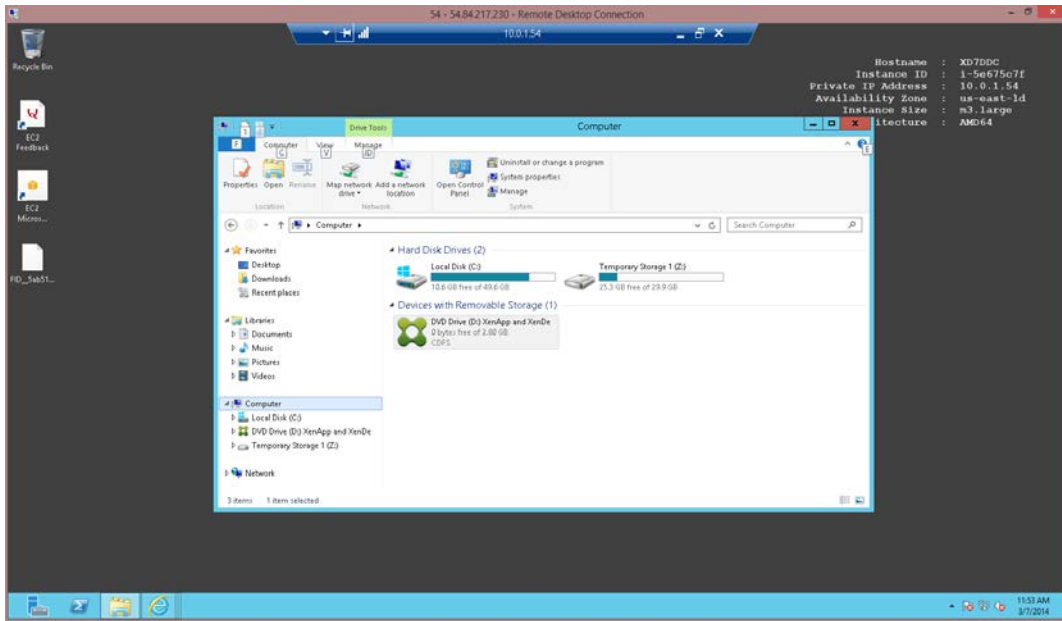 54 - 54.84.217.230 - Remote Desktop Connection
10.0.1.54
Recycle Bin
EC2
Feedback
EC2
Micros...
PID_5ab51...
Hostname : XD7DDC
Instance ID : i-5e675c7f
Private IP Address : 10.0.1.54
Availability Zone : us-east-1d
Instance Size : m3.large
itecture : AMD64
Drive Tools
Computer
F
Computer
View
Manage
C
V
JD
E
Properties
Open
Rename
Map network
drive
Add a network
location
Open Control
Panel
Uninstall or change a program
System properties
Manage
Location
Network
System
Computer
Search Computer
Favorites
Desktop
Downloads
Recent places
Libraries
Documents
Music
Pictures
Videos
Computer
Local Disk (C:)
DVD Drive (D:) XenApp and XenDe
Temporary Storage 1 (Z:)
Network
Hard Disk Drives (2)
Local Disk (C:)
10.6 GB free of 49.6 GB
Temporary Storage 1 (Z:)
25.3 GB free of 29.9 GB
Devices with Removable Storage (1)
DVD Drive (D:) XenApp and XenDe
0 bytes free of 2.80 GB
CDFS
3 items
1 item selected
11:53 AM
3/7/2014